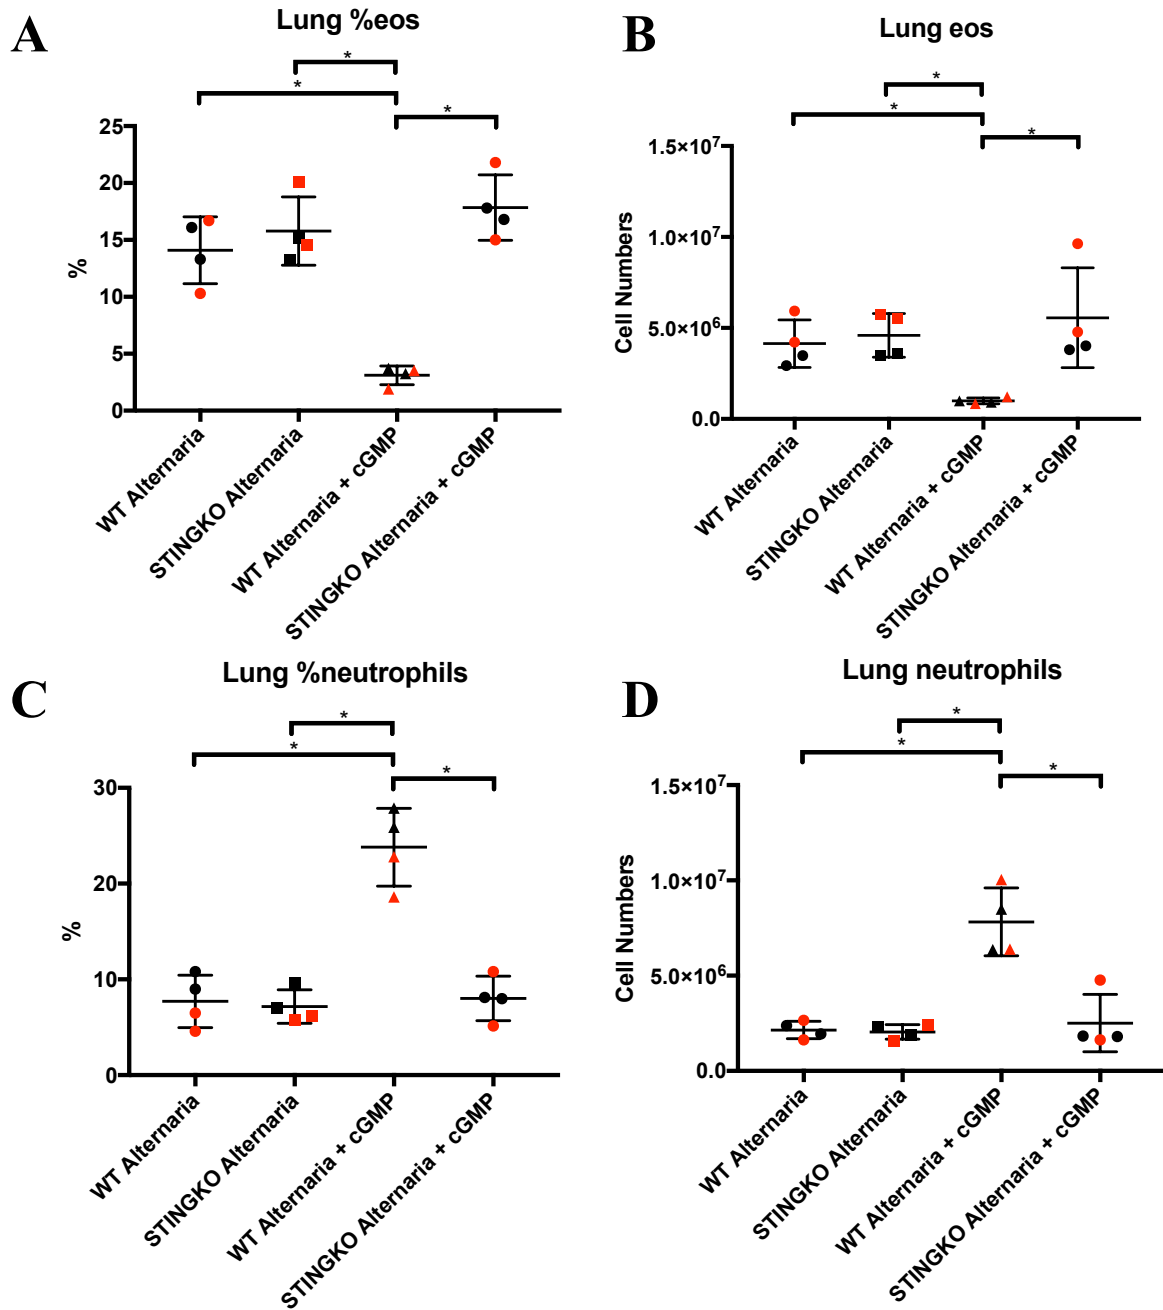 A
Lung %eos
*
*
*
25
20
15
10
5
0
%
WT Alternaria
STINGKO Alternaria
WT Alternaria + cGMP
STINGKO Alternaria + cGMP
B
Lung eos
*
*
*
1.5×10⁷
1.0×10⁷
5.0×10⁶
0.0
Cell Numbers
WT Alternaria
STINGKO Alternaria
WT Alternaria + cGMP
STINGKO Alternaria + cGMP
C
Lung %neutrophils
*
*
*
30
20
10
0
%
WT Alternaria
STINGKO Alternaria
WT Alternaria + cGMP
STINGKO Alternaria + cGMP
D
Lung neutrophils
*
*
*
1.5×10⁷
1.0×10⁷
5.0×10⁶
0.0
Cell Numbers
WT Alternaria
STINGKO Alternaria
WT Alternaria + cGMP
STINGKO Alternaria + cGMP